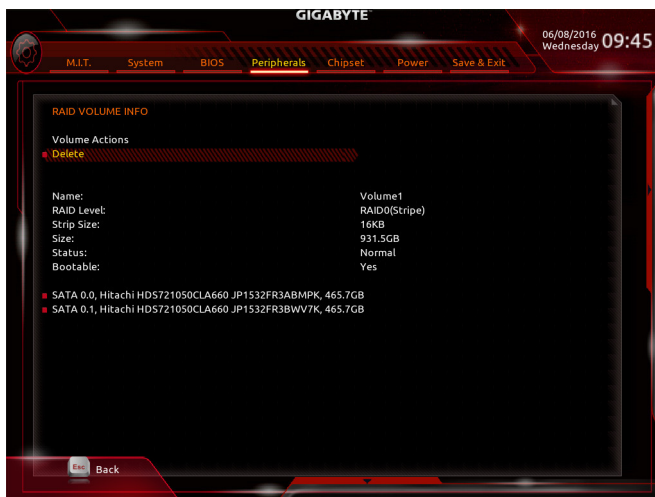 GIGABYTE™
06/08/2016
Wednesday 09:45
M.I.T. System BIOS Peripherals Chipset Power Save & Exit
RAID VOLUME INFO
Volume Actions
Delete
Name: Volume1
RAID Level: RAID0(Stripe)
Strip Size: 16KB
Size: 931.5GB
Status: Normal
Bootable: Yes
SATA 0.0, Hitachi HDS721050CLA660 JP1532FR3ABMPK, 465.7GB
SATA 0.1, Hitachi HDS721050CLA660 JP1532FR3BWV7K, 465.7GB
Esc Back